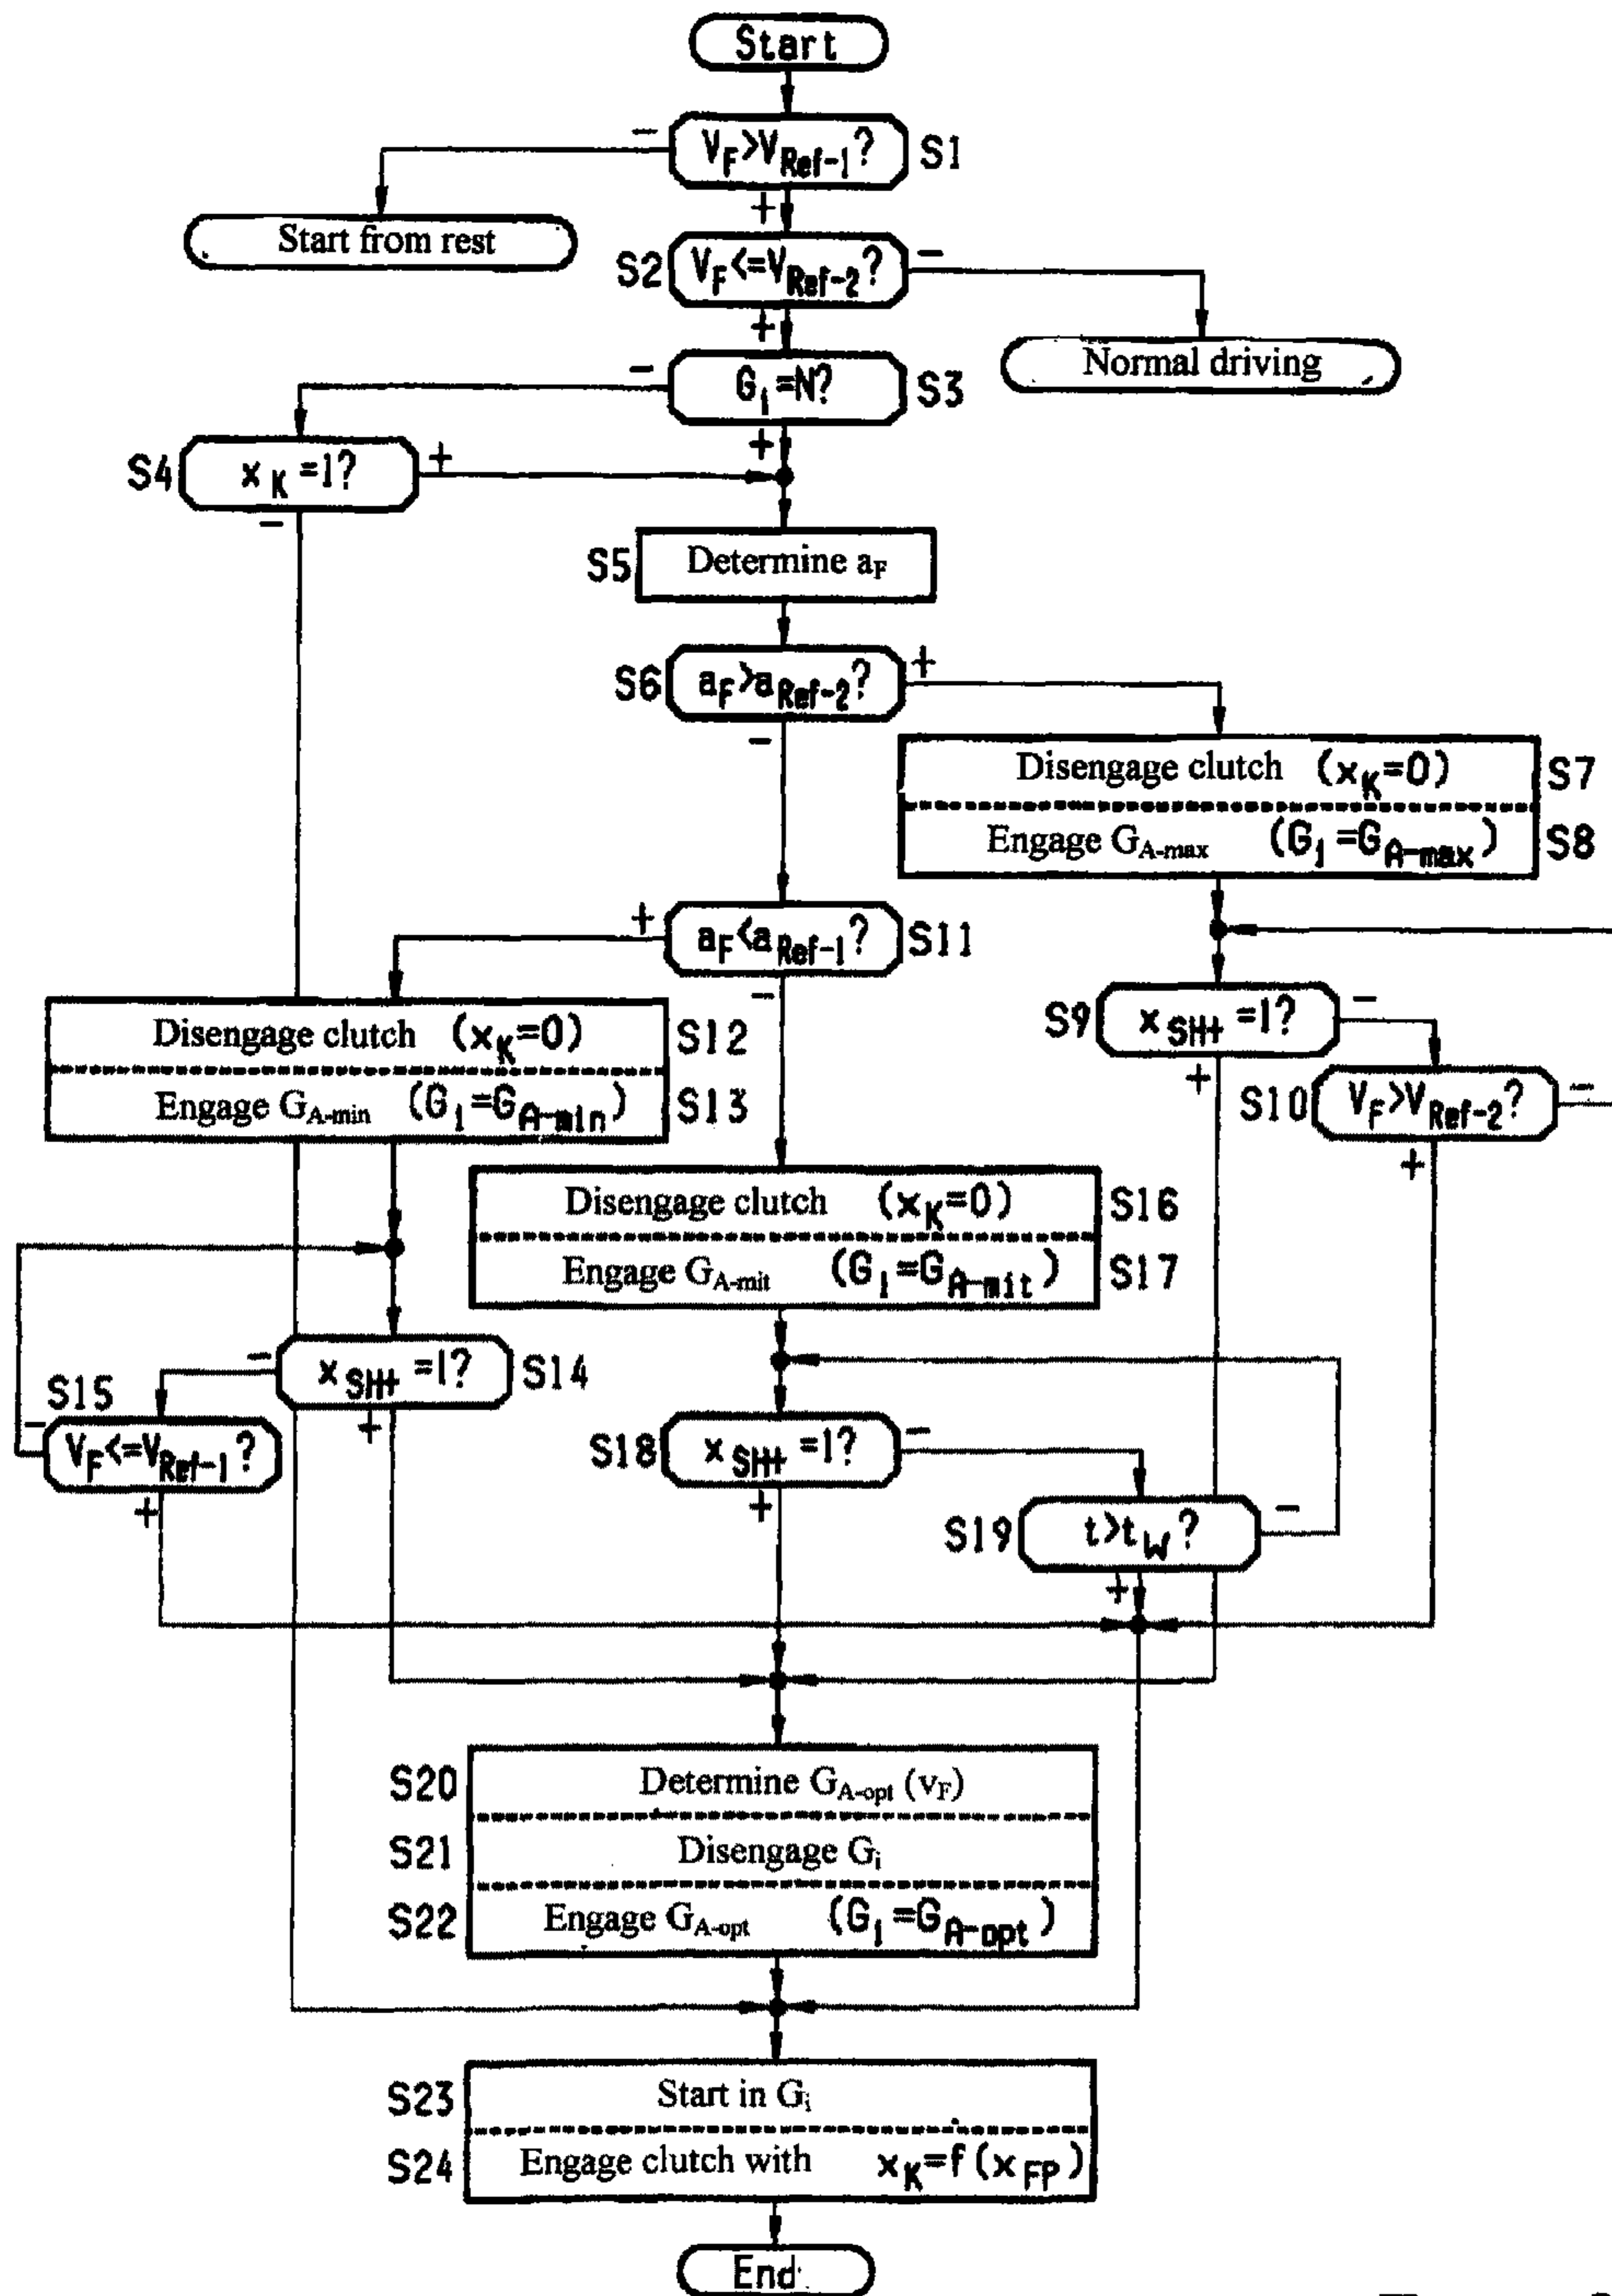 Start
V_F>V_Ref-1? S1
−
+
Start from rest
S2 V_F<=V_Ref-2?
−
+
Normal driving
G_i=N? S3
−
+
S4 x_K=1?
+
−
S5 Determine a_F
S6 a_F>a_Ref-2?
+
−
Disengage clutch (x_K=0) S7
Engage G_A-max (G_i=G_A-max) S8
a_F<a_Ref-1? S11
+
−
S9 x_SHt=1?
−
+
S10 V_F>V_Ref-2?
−
+
Disengage clutch (x_K=0) S12
Engage G_A-min (G_i=G_A-min) S13
Disengage clutch (x_K=0) S16
Engage G_A-mit (G_i=G_A-mit) S17
x_SHt=1? S14
−
+
S15
V_F<=V_Ref-1?
−
+
S18 x_SHt=1?
−
+
S19 t>t_W?
−
+
S20 Determine G_A-opt (v_F)
S21 Disengage G_i
S22 Engage G_A-opt (G_i=G_A-opt)
S23 Start in G_i
S24 Engage clutch with x_K=f(x_FP)
End